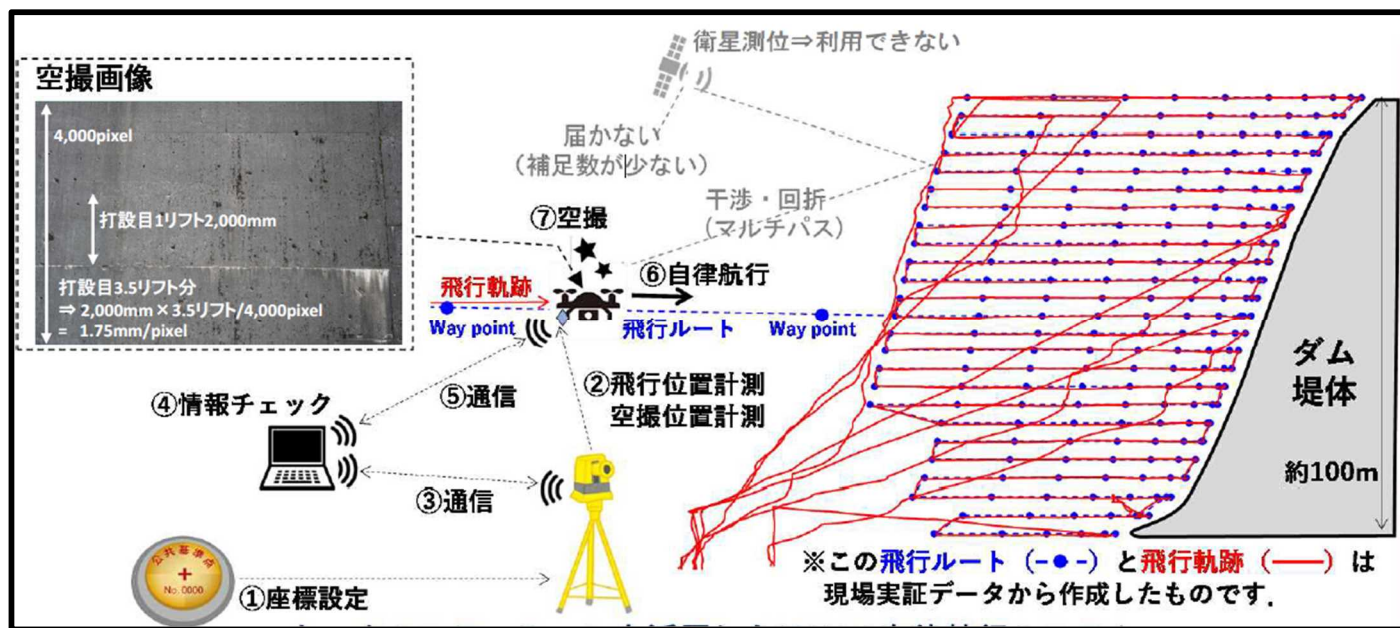 空撮画像
4,000pixel
打設目1リフト2,000mm
打設目3.5リフト分
⇒ 2,000mm×3.5リフト/4,000pixel
= 1.75mm/pixel
衛星測位⇒利用できない
届かない
(補足数が少ない)
干渉・回折
(マルチパス)
⑦空撮
⑥自律航行
飛行軌跡
Way point
飛行ルート
Way point
②飛行位置計測
空撮位置計測
④情報チェック
⑤通信
③通信
公共基準点
No.0000
①座標設定
ダム
堤体
約100m
※この飛行ルート(-●-)と飛行軌跡(──)は
現場実証データから作成したものです.